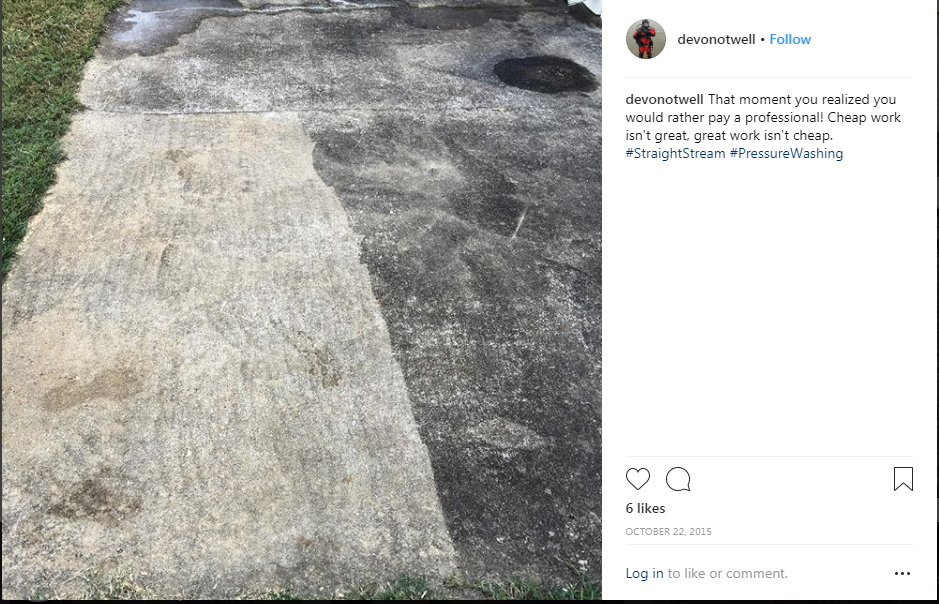 devonotwell • Follow
devonotwell That moment you realized you
would rather pay a professional! Cheap work
isn't great, great work isn't cheap.
#StraightStream #PressureWashing
6 likes
OCTOBER 22, 2015
Log in to like or comment.